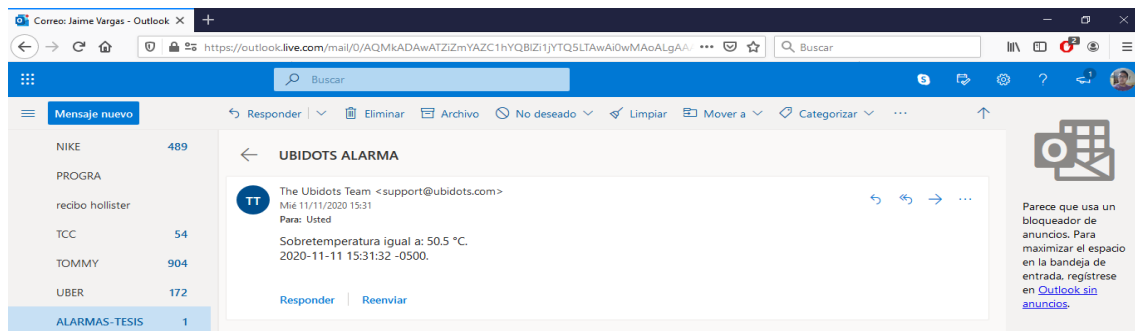 Correo: Jaime Vargas - Outlook
https://outlook.live.com/mail/0/AQMkADAwATZiZmYAZC1hYQBlZi1jYTQ5LTAwAi0wMAoALgAA
Buscar
2
Buscar
1
Mensaje nuevo
Responder
Eliminar
Archivo
No deseado
Limpiar
Mover a
Categorizar
NIKE 489
PROGRA
recibo hollister
TCC 54
TOMMY 904
UBER 172
ALARMAS-TESIS 1
UBIDOTS ALARMA
TT
The Ubidots Team <support@ubidots.com>
Mié 11/11/2020 15:31
Para: Usted
Sobretemperatura igual a: 50.5 °C.
2020-11-11 15:31:32 -0500.
Responder Reenviar
Parece que usa un
bloqueador de
anuncios. Para
maximizar el espacio
en la bandeja de
entrada, regístrese
en Outlook sin
anuncios.